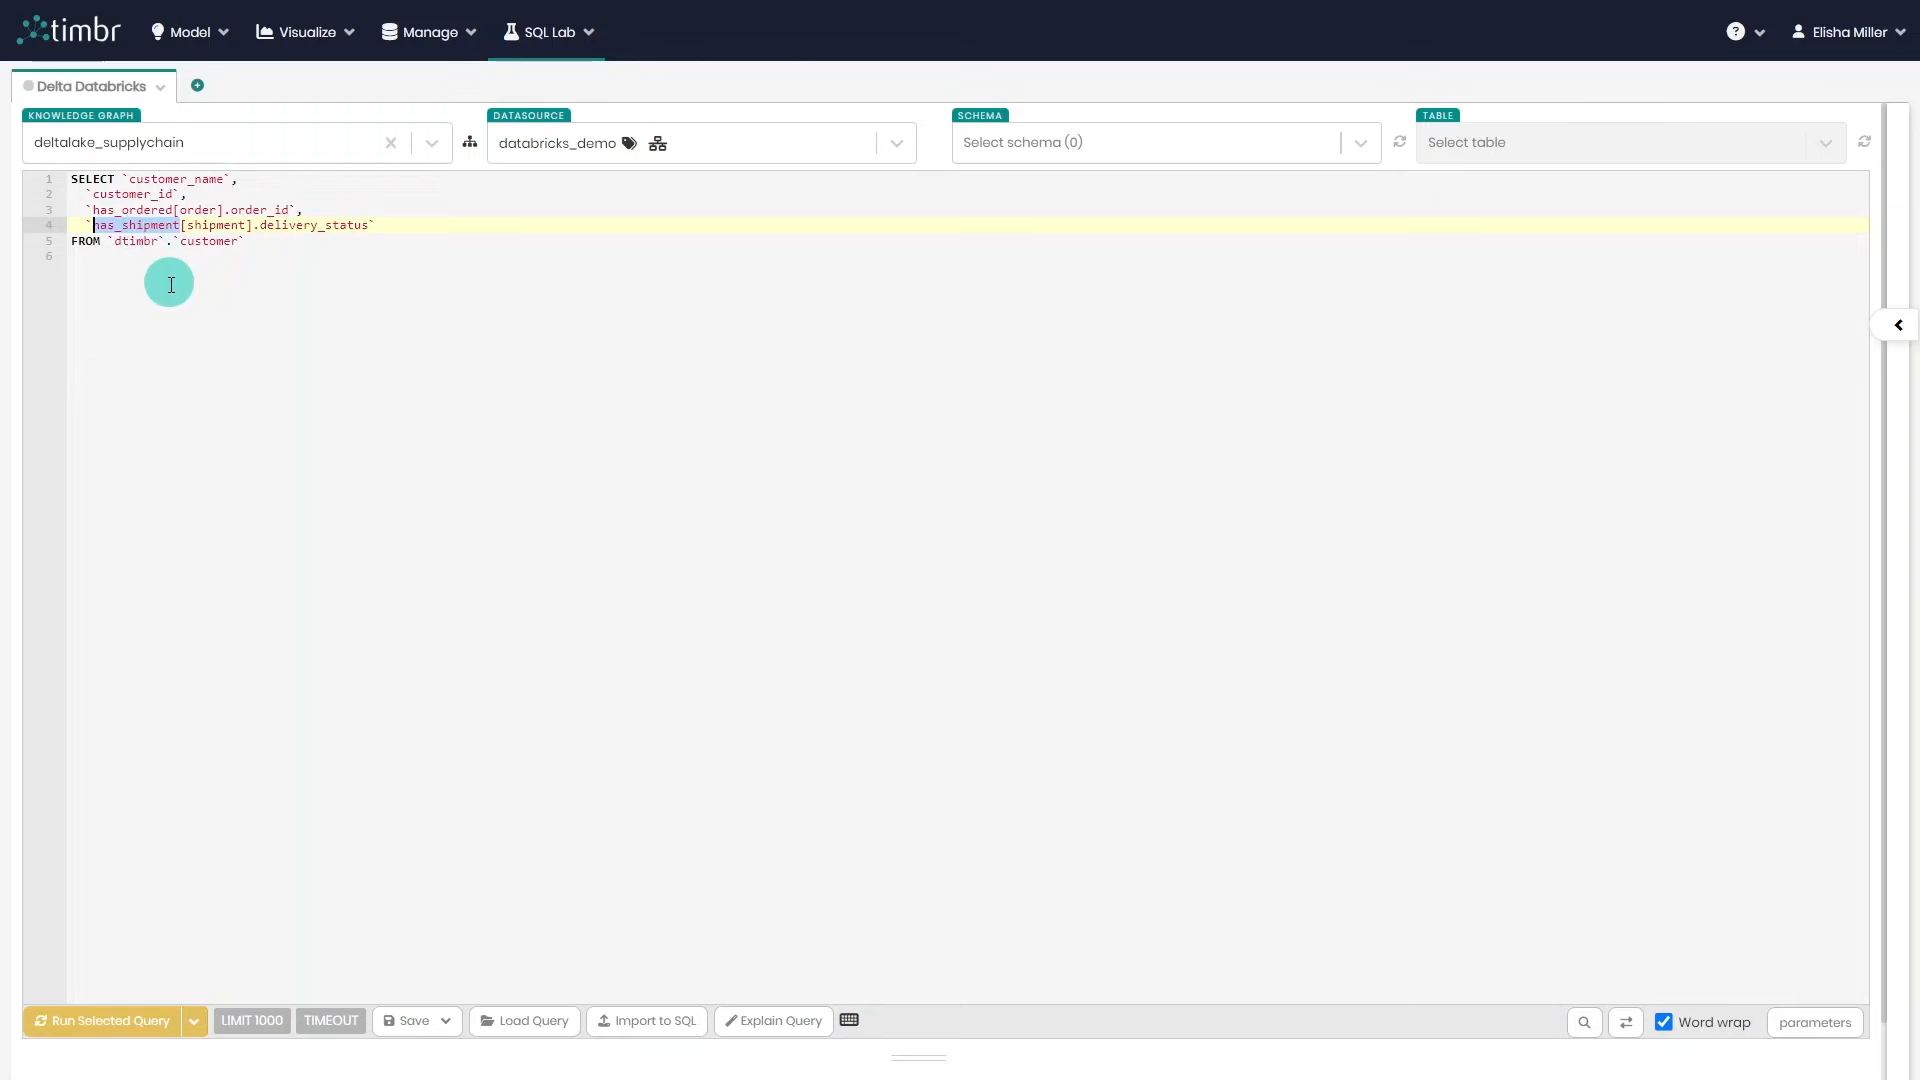 timbr Model Visualize Manage SQL Lab ? Elisha Miller
Delta Databricks
KNOWLEDGE GRAPH DATASOURCE SCHEMA TABLE
deltalake_supplychain databricks_demo Select schema (0) Select table
1 SELECT `customer_name`,
2 `customer_id`,
3 `has_ordered[order].order_id`,
4 `has_shipment[shipment].delivery_status`
5 FROM `dtimbr`.`customer`
6
Run Selected Query LIMIT 1000 TIMEOUT Save Load Query Import to SQL Explain Query Word wrap parameters